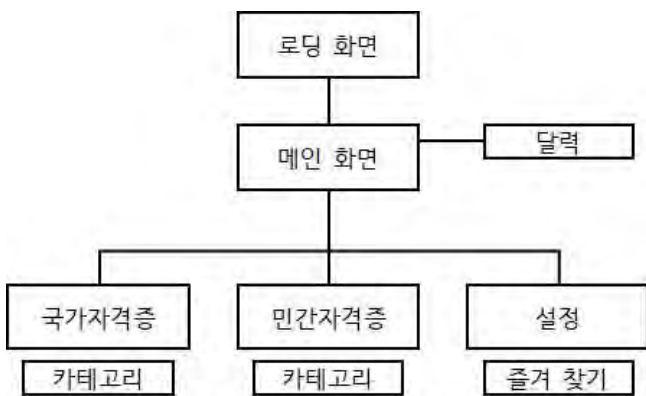 로딩 화면
메인 화면
달력
국가자격증
민간자격증
설정
카테고리
카테고리
즐겨 찾기